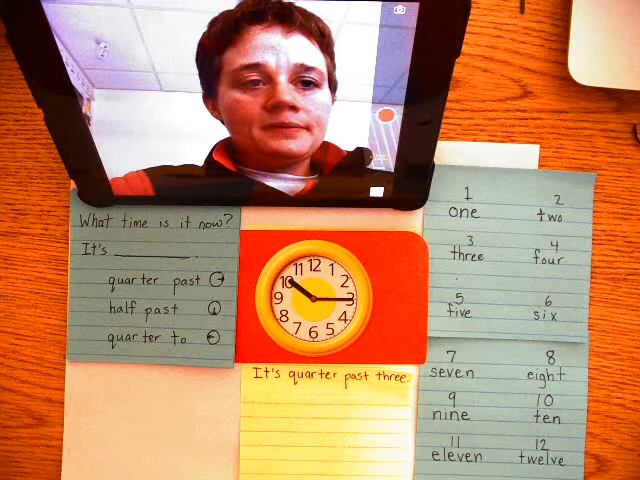 What time is it now?
It's ________.
quarter past
half past
quarter to
12
11 1
10 2
9 3
8 4
7 5
6
It's quarter past three.
1 2
one two
3 4
three four
5 6
five six
7 8
seven eight
9 10
nine ten
11 12
eleven twelve